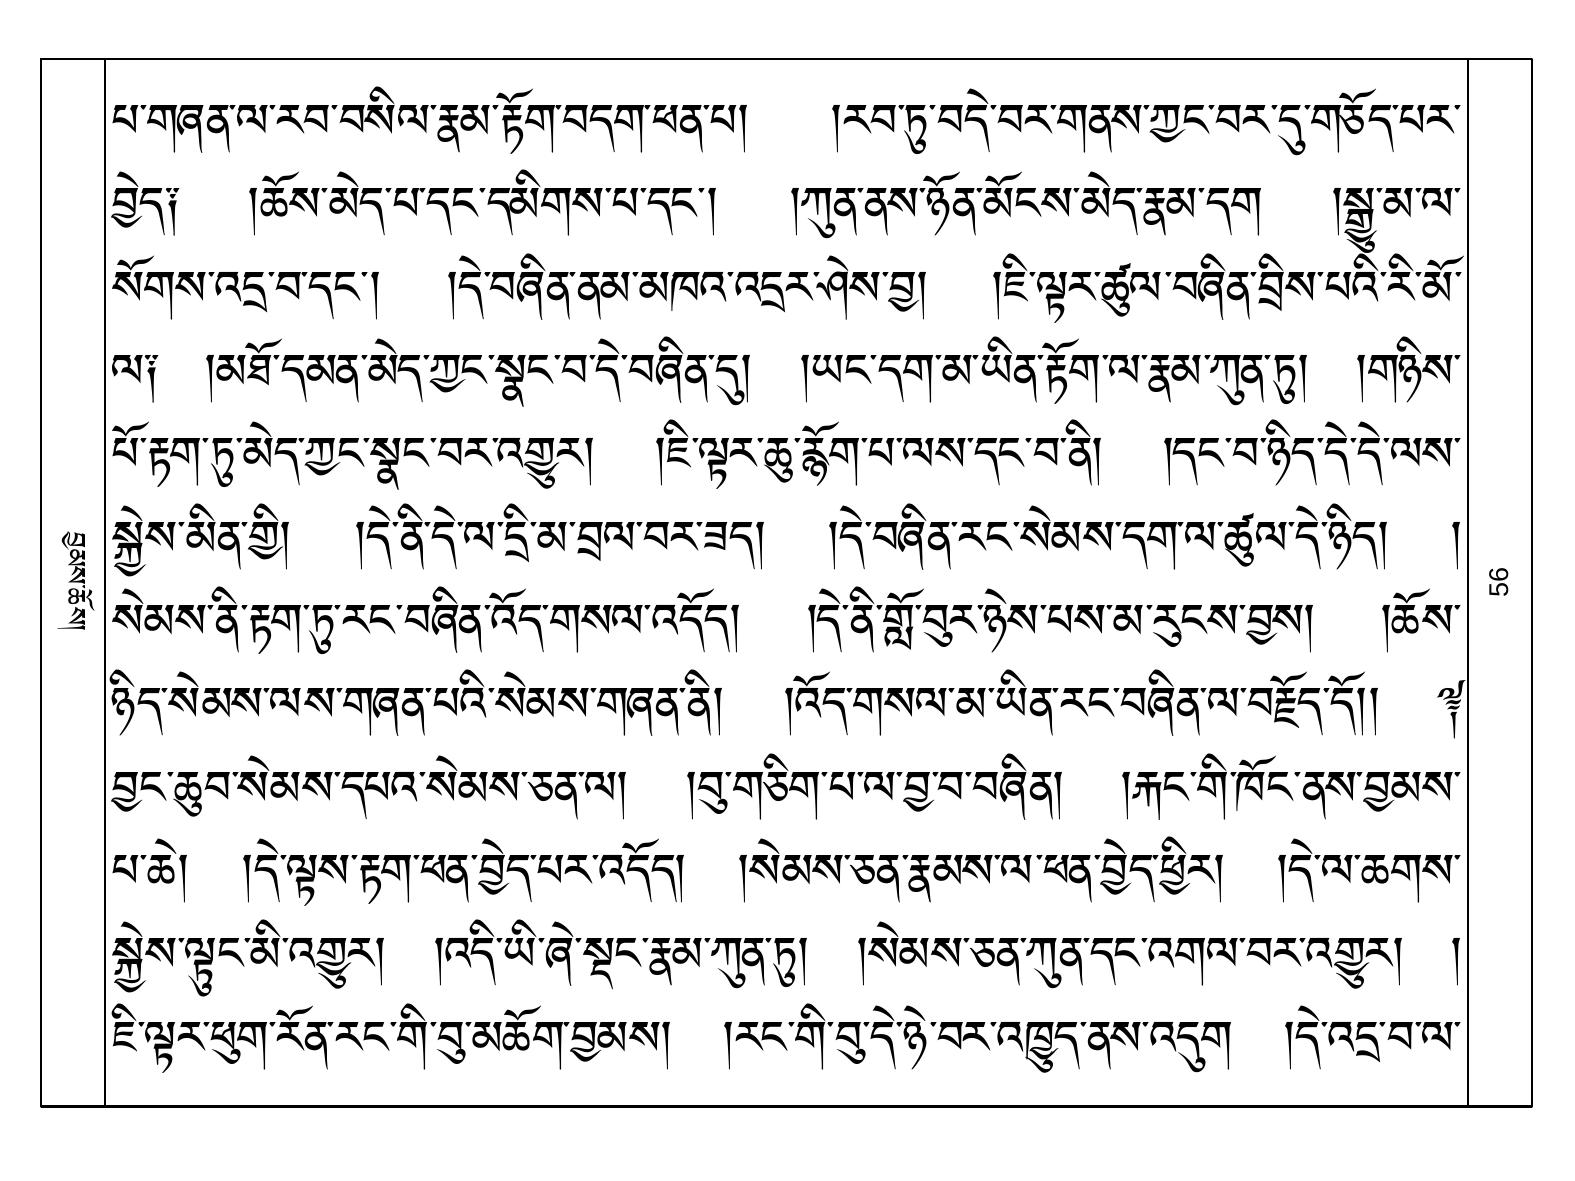 པ་གཞན་ལ་རབ་བསིལ་རྣམ་རྟོག་བདག་ཕན་པ། །རབ་ཏུ་བདེ་བར་གནས་ཀྱང་བར་དུ་གཅོད་པར་
བྱེད༑ །ཆོས་མེད་པ་དང་དམིགས་པ་དང་། །ཀུན་ནས་ཉོན་མོངས་མེད་རྣམ་དག །སྒྱུ་མ་ལ་
སོགས་འདྲ་བ་དང་། །དེ་བཞིན་ནམ་མཁའ་འདྲར་ཤེས་བྱ། །ཇི་ལྟར་ཚུལ་བཞིན་བྲིས་པའི་རི་མོ་
ལ༑ །མཐོ་དམན་མེད་ཀྱང་སྣང་བ་དེ་བཞིན་དུ། །ཡང་དག་མ་ཡིན་རྟོག་ལ་རྣམ་ཀུན་ཏུ། །གཉིས་
པོ་རྟག་ཏུ་མེད་ཀྱང་སྣང་བར་འགྱུར། །ཇི་ལྟར་ཆུ་རྙོག་པ་ལས་དང་བ་ནི། །དང་བ་ཉིད་དེ་དེ་ལས་
སྐྱེས་མིན་གྱི། །དེ་ནི་དེ་ལ་དྲི་མ་བྲལ་བར་ཟད། །དེ་བཞིན་རང་སེམས་དག་ལ་ཚུལ་དེ་ཉིད། །
སེམས་ནི་རྟག་ཏུ་རང་བཞིན་འོད་གསལ་འདོད། །དེ་ནི་གློ་བུར་ཉེས་པས་མ་རུངས་བྱས། །ཆོས་
ཉིད་སེམས་ལས་གཞན་པའི་སེམས་གཞན་ནི། །འོད་གསལ་མ་ཡིན་རང་བཞིན་ལ་བརྗོད་དོ།། ༈
བྱང་ཆུབ་སེམས་དཔའ་སེམས་ཅན་ལ། །བུ་གཅིག་པ་ལ་བྱ་བ་བཞིན། །རྐང་གི་ཁོང་ནས་བྱམས་
པ་ཆེ། །དེ་ལྟས་རྟག་ཕན་བྱེད་པར་འདོད། །སེམས་ཅན་རྣམས་ལ་ཕན་བྱེད་ཕྱིར། །དེ་ལ་ཆགས་
སྐྱེས་ལྟུང་མི་འགྱུར། །འདི་ཡི་ཞེ་སྡང་རྣམ་ཀུན་ཏུ། །སེམས་ཅན་ཀུན་དང་འགལ་བར་འགྱུར། །
ཇི་ལྟར་ཕུག་རོན་རང་གི་བུ་མཆོག་བྱམས། །རང་གི་བུ་དེ་ཉེ་བར་འཁྱུད་ནས་འདུག །དེ་འདྲ་བ་ལ་
བྱམས་ཆོས།
56